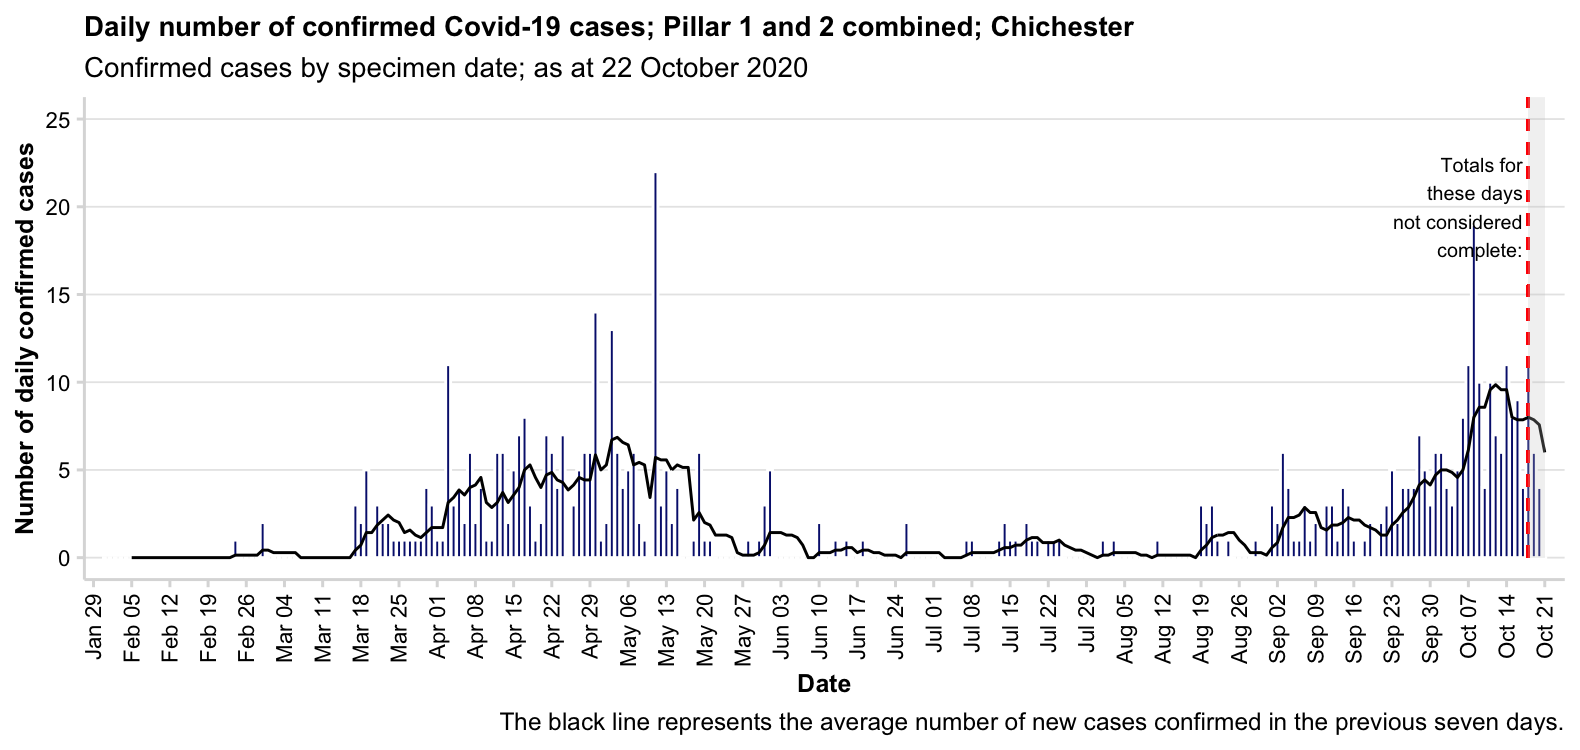 Daily number of confirmed Covid-19 cases; Pillar 1 and 2 combined; Chichester
Confirmed cases by specimen date; as at 22 October 2020
Number of daily confirmed cases
25
20
15
10
5
0
Totals for
these days
not considered
complete:
Jan 29
Feb 05
Feb 12
Feb 19
Feb 26
Mar 04
Mar 11
Mar 18
Mar 25
Apr 01
Apr 08
Apr 15
Apr 22
Apr 29
May 06
May 13
May 20
May 27
Jun 03
Jun 10
Jun 17
Jun 24
Jul 01
Jul 08
Jul 15
Jul 22
Jul 29
Aug 05
Aug 12
Aug 19
Aug 26
Sep 02
Sep 09
Sep 16
Sep 23
Sep 30
Oct 07
Oct 14
Oct 21
Date
The black line represents the average number of new cases confirmed in the previous seven days.